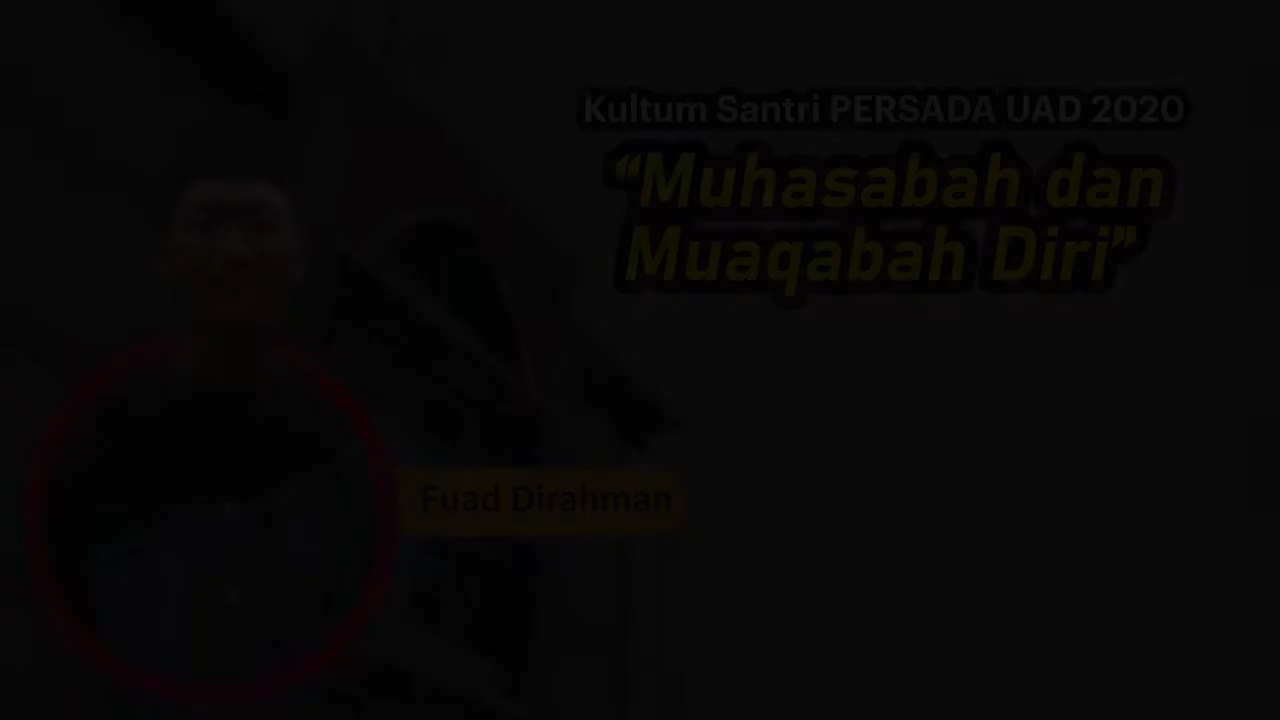 Kultum Santri PERSADA UAD 2020
“Muhasabah dan
Muaqabah Diri”
Fuad Dirahman